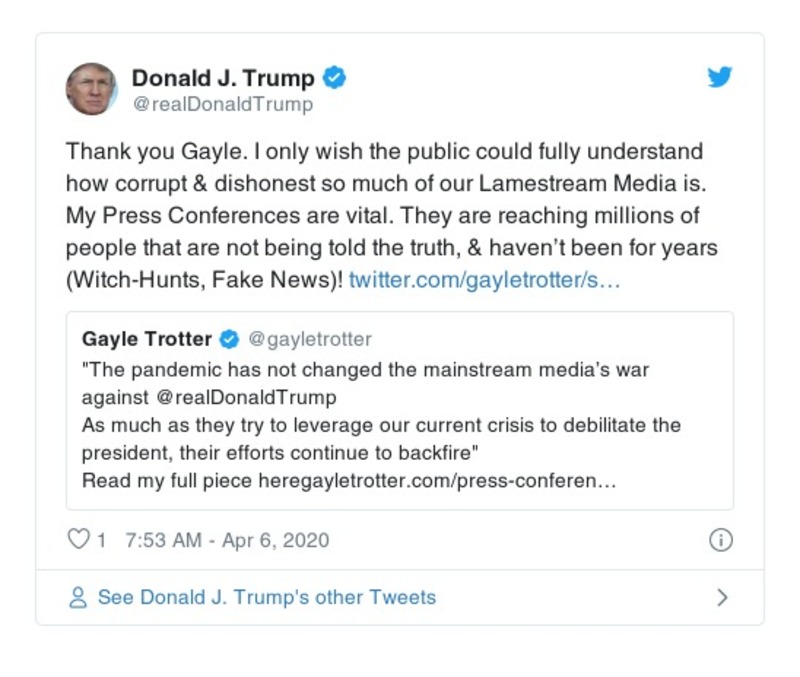 Donald J. Trump
@realDonaldTrump
Thank you Gayle. I only wish the public could fully understand
how corrupt & dishonest so much of our Lamestream Media is.
My Press Conferences are vital. They are reaching millions of
people that are not being told the truth, & haven’t been for years
(Witch-Hunts, Fake News)! twitter.com/gayletrotter/s…
Gayle Trotter @gayletrotter
"The pandemic has not changed the mainstream media’s war
against @realDonaldTrump
As much as they try to leverage our current crisis to debilitate the
president, their efforts continue to backfire"
Read my full piece heregayletrotter.com/press-conferen…
1 7:53 AM - Apr 6, 2020
See Donald J. Trump's other Tweets